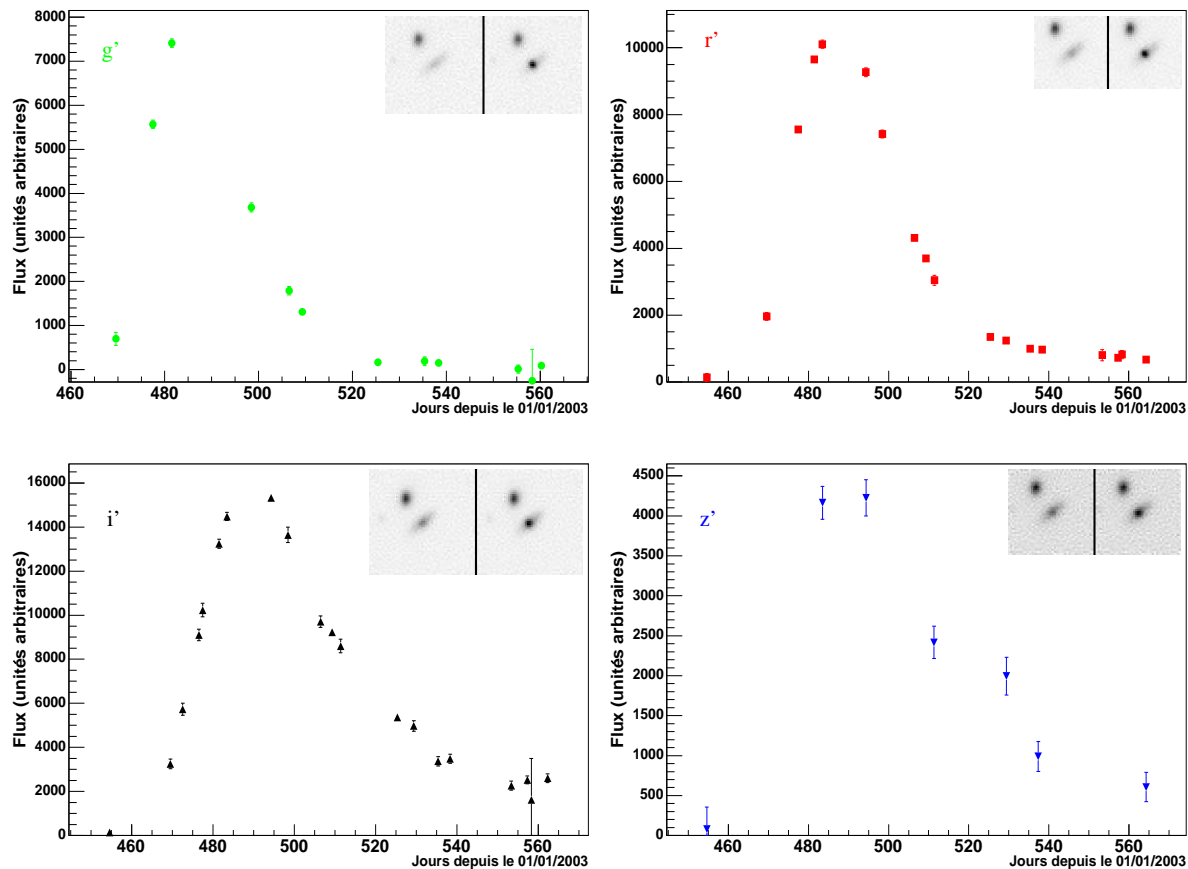 g’
Flux (unités arbitraires)
8000
7000
6000
5000
4000
3000
2000
1000
0
460 480 500 520 540 560
Jours depuis le 01/01/2003
r’
Flux (unités arbitraires)
10000
8000
6000
4000
2000
0
460 480 500 520 540 560
Jours depuis le 01/01/2003
i’
Flux (unités arbitraires)
16000
14000
12000
10000
8000
6000
4000
2000
0
460 480 500 520 540 560
Jours depuis le 01/01/2003
z’
Flux (unités arbitraires)
4500
4000
3500
3000
2500
2000
1500
1000
500
0
460 480 500 520 540 560
Jours depuis le 01/01/2003